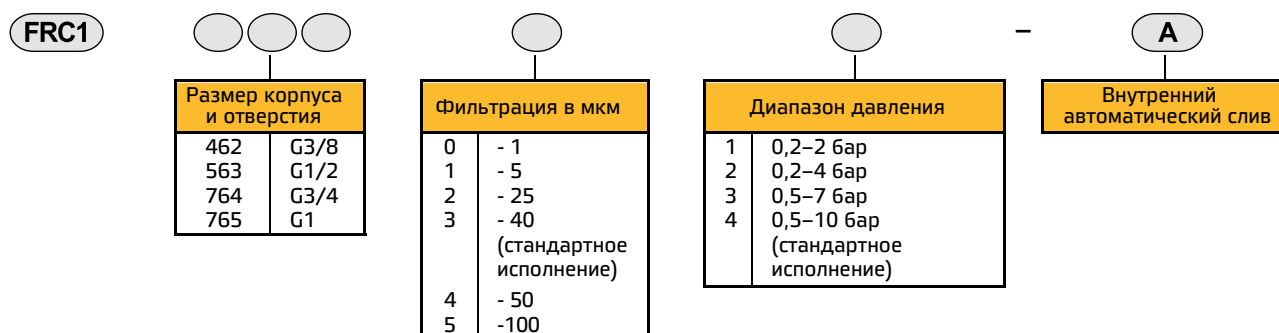 FRC1 – A
Размер корпуса
и отверстия
462 G3/8
563 G1/2
764 G3/4
765 G1
Фильтрация в мкм
0 - 1
1 - 5
2 - 25
3 - 40
(стандартное
исполнение)
4 - 50
5 -100
Диапазон давления
1 0,2–2 бар
2 0,2–4 бар
3 0,5–7 бар
4 0,5–10 бар
(стандартное
исполнение)
Внутренний
автоматический слив